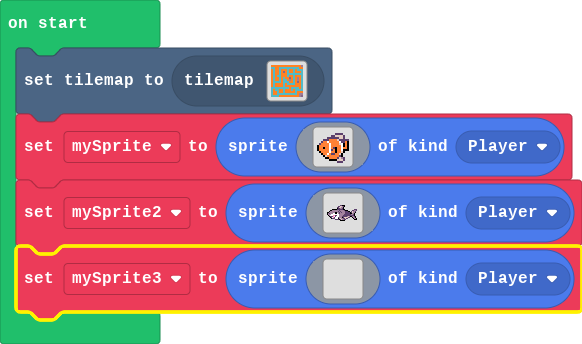 on start
set tilemap to tilemap
set mySprite to sprite of kind Player
set mySprite2 to sprite of kind Player
set mySprite3 to sprite of kind Player